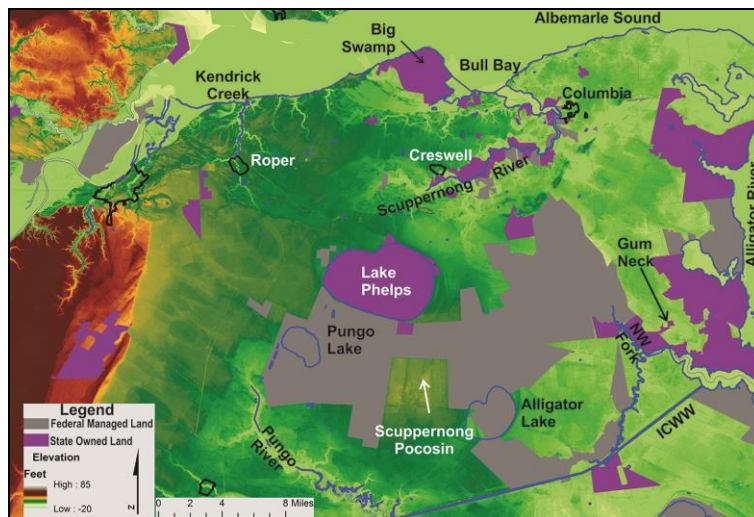 Albemarle Sound
Big
Swamp
Bull Bay
Kendrick
Creek
Columbia
Roper
Creswell
Scuppernong River
Alligator River
Gum
Neck
Lake
Phelps
Pungo
Lake
NW
Fork
Scuppernong
Pocosin
Alligator
Lake
ICWW
Pungo
River
Legend
Federal Managed Land
State Owned Land
Elevation
Feet
High : 85
Low : -20
N
0 2 4 8 Miles